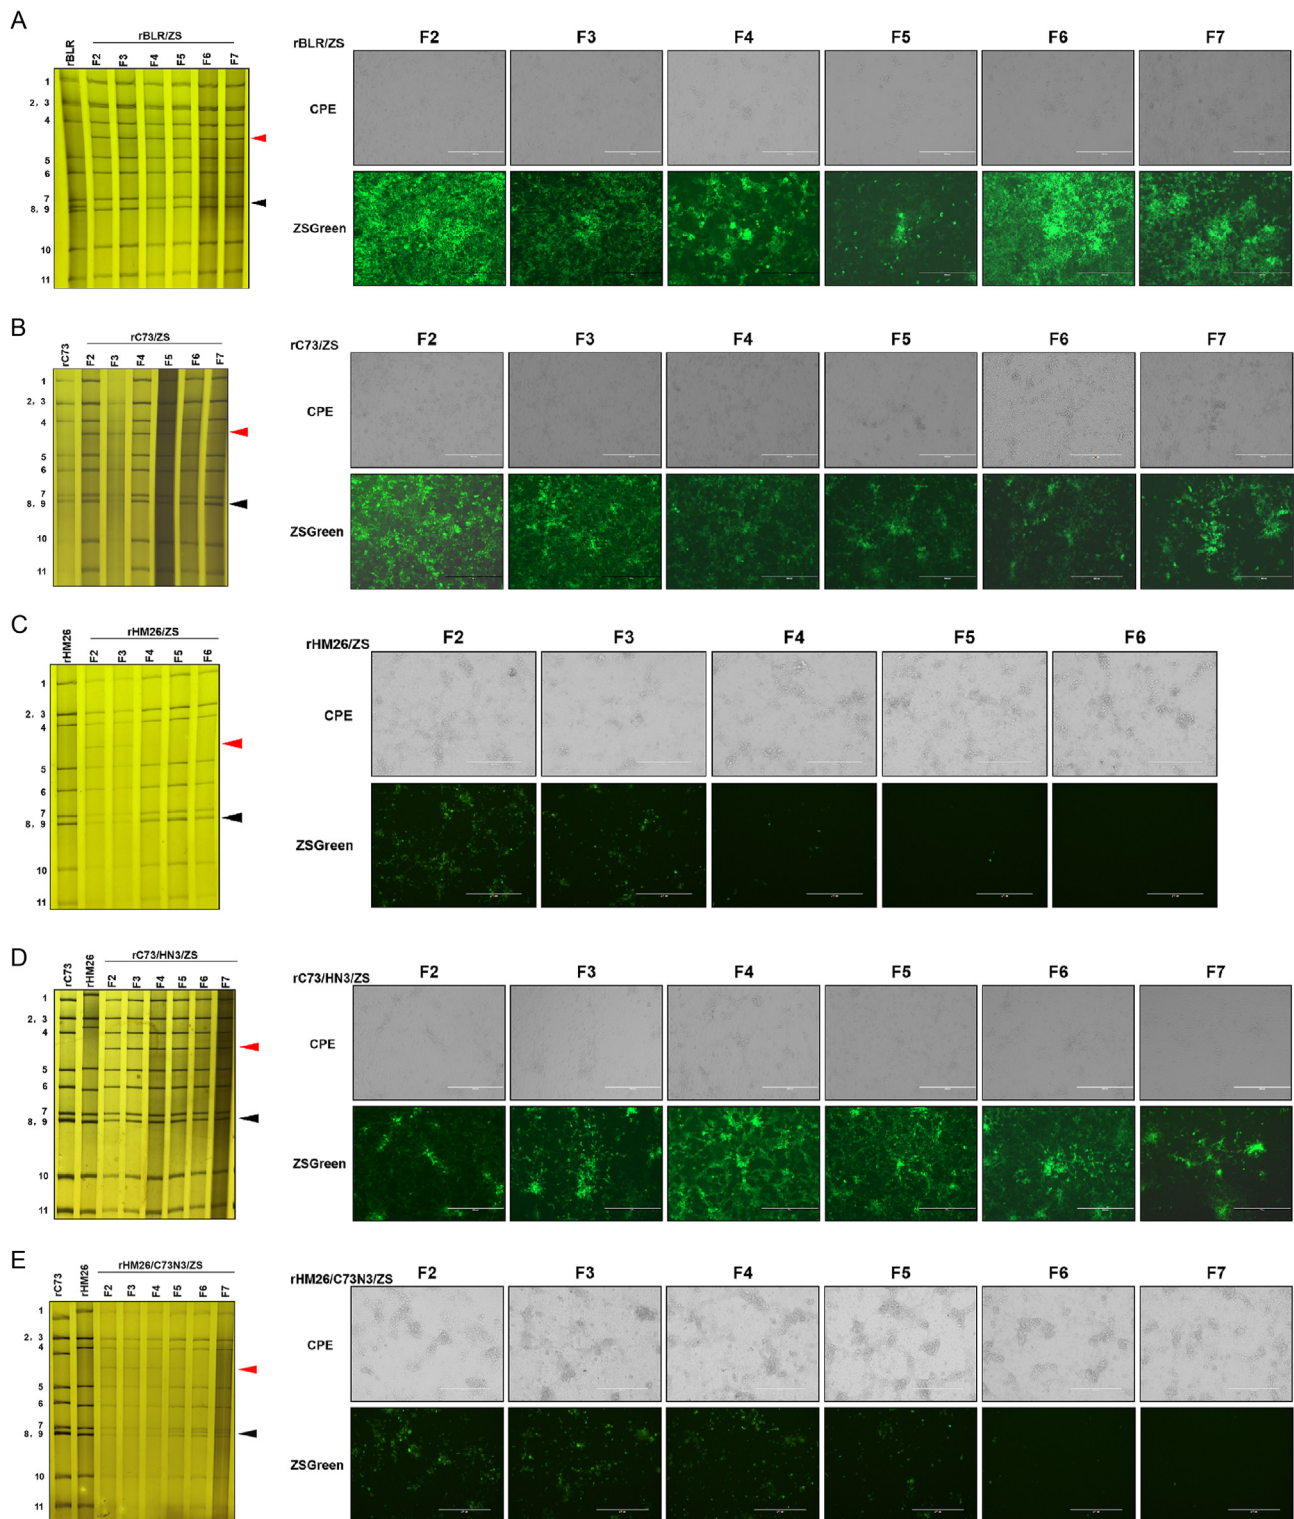 A
rBLR
rBLR/ZS
F2 F3 F4 F5 F6 F7
1
2, 3
4
5
6
7
8, 9
10
11
rBLR/ZS
F2 F3 F4 F5 F6 F7
CPE
ZSGreen
B
rC73
rC73/ZS
F2 F3 F4 F5 F6 F7
1
2, 3
4
5
6
7
8, 9
10
11
rC73/ZS
F2 F3 F4 F5 F6 F7
CPE
ZSGreen
C
rHM26
rHM26/ZS
F2 F3 F4 F5 F6
1
2, 3
4
5
6
7
8, 9
10
11
rHM26/ZS
F2 F3 F4 F5 F6
CPE
ZSGreen
D
rC73 rHM26
rC73/HN3/ZS
F2 F3 F4 F5 F6 F7
1
2, 3
4
5
6
7
8, 9
10
11
rC73/HN3/ZS
F2 F3 F4 F5 F6 F7
CPE
ZSGreen
E
rC73 rHM26
rHM26/C73N3/ZS
F2 F3 F4 F5 F6 F7
1
2, 3
4
5
6
7
8, 9
10
11
rHM26/C73N3/ZS
F2 F3 F4 F5 F6 F7
CPE
ZSGreen